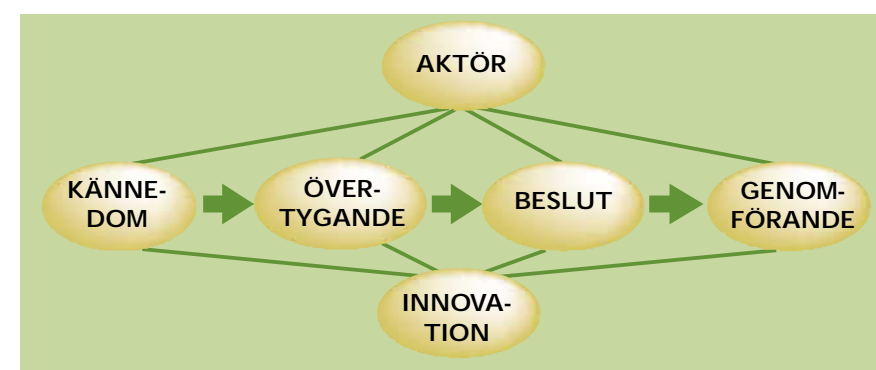 AKTÖR
KÄNNE-
DOM
ÖVER-
TYGANDE
BESLUT
GENOM-
FÖRANDE
INNOVA-
TION